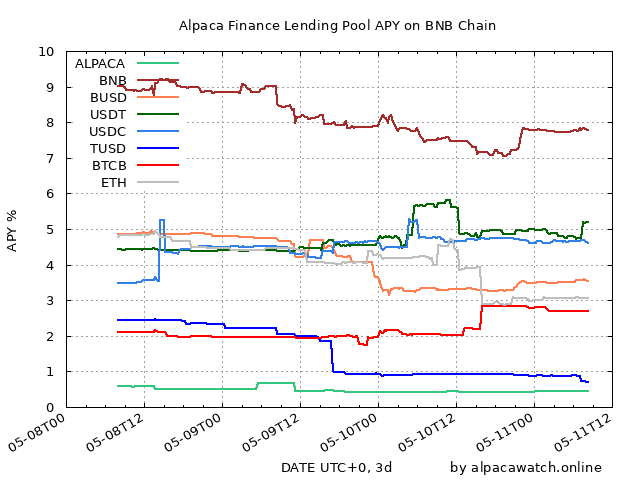 Alpaca Finance Lending Pool APY on BNB Chain
10
9
8
7
6
5
4
3
2
1
0
APY %
ALPACA
BNB
BUSD
USDT
USDC
TUSD
BTCB
ETH
05-08T00
05-08T12
05-09T00
05-09T12
05-10T00
05-10T12
05-11T00
05-11T12
DATE UTC+0, 3d
by alpacawatch.online